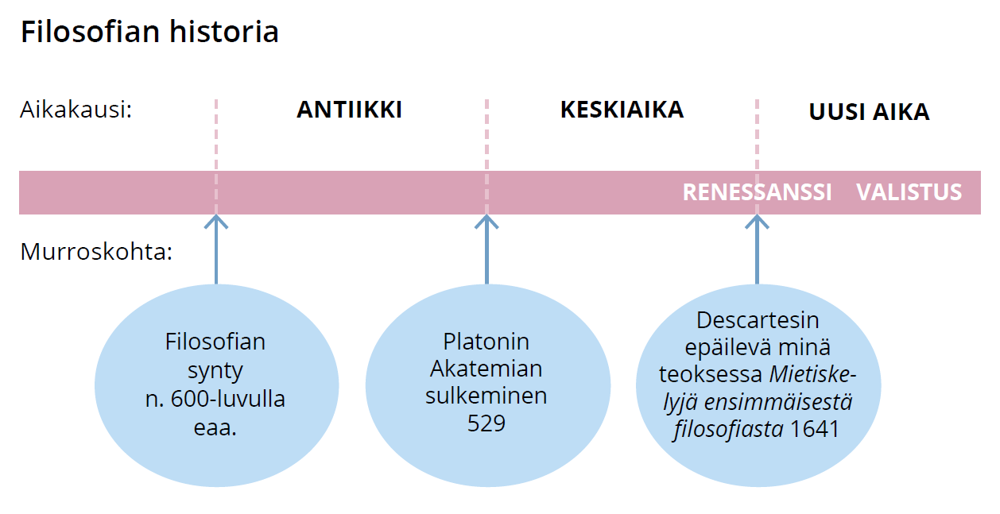 Filosofian historia
Aikakausi:
ANTIIKKI
KESKIAIKA
UUSI AIKA
RENESSANSSI
VALISTUS
Murroskohta:
Filosofian
synty
n. 600-luvulla
eaa.
Platonin
Akatemian
sulkeminen
529
Descartesin
epäilevä minä
teoksessa Mietiske-
lyjä ensimmäisestä
filosofiasta 1641